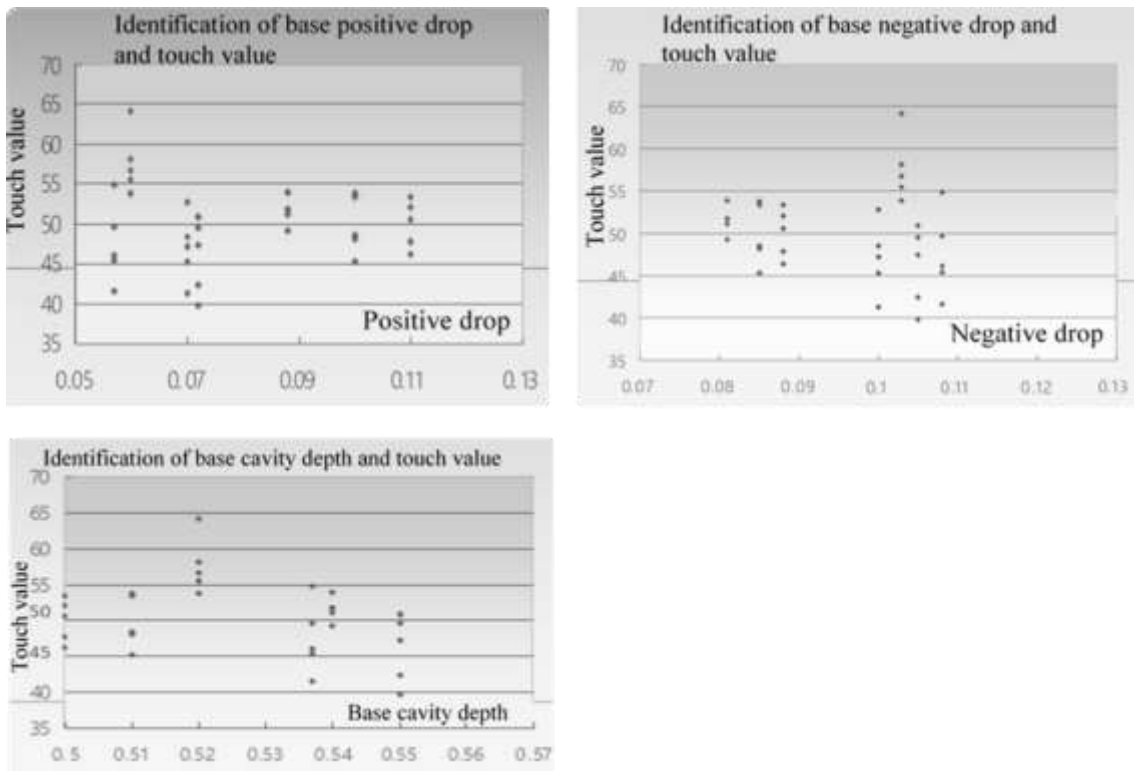 Identification of base positive drop
and touch value
Touch value
70
65
60
55
50
45
40
35
Positive drop
0.05 0.07 0.09 0.11 0.13
Identification of base negative drop and
touch value
Touch value
70
65
60
55
50
45
40
35
Negative drop
0.07 0.08 0.09 0.1 0.11 0.12 0.13
Identification of base cavity depth and touch value
Touch value
70
65
60
55
50
45
40
35
Base cavity depth
0.5 0.51 0.52 0.53 0.54 0.55 0.56 0.57